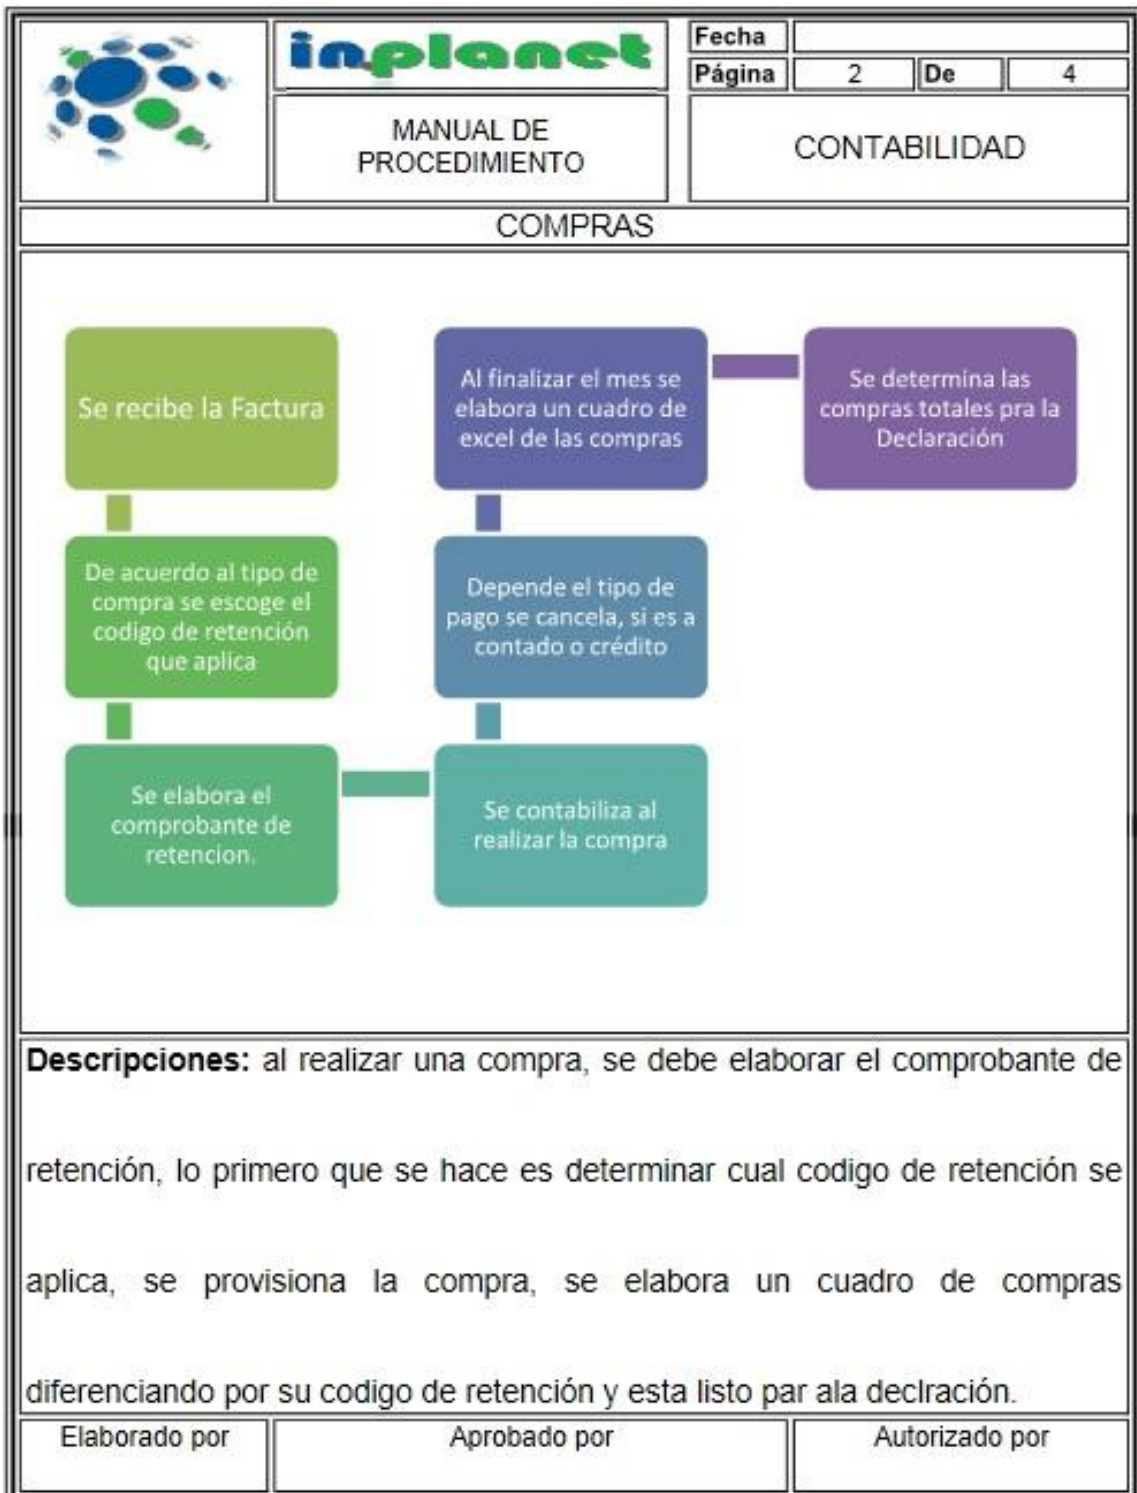 inplanet
Fecha
Página 2 De 4
MANUAL DE
PROCEDIMIENTO
CONTABILIDAD
COMPRAS
Se recibe la Factura
De acuerdo al tipo de
compra se escoge el
codigo de retención
que aplica
Se elabora el
comprobante de
retencion.
Se contabiliza al
realizar la compra
Depende el tipo de
pago se cancela, si es a
contado o crédito
Al finalizar el mes se
elabora un cuadro de
excel de las compras
Se determina las
compras totales pra la
Declaración
Descripciones: al realizar una compra, se debe elaborar el comprobante de
retención, lo primero que se hace es determinar cual codigo de retención se
aplica, se provisiona la compra, se elabora un cuadro de compras
diferenciando por su codigo de retención y esta listo par ala declración.
Elaborado por
Aprobado por
Autorizado por